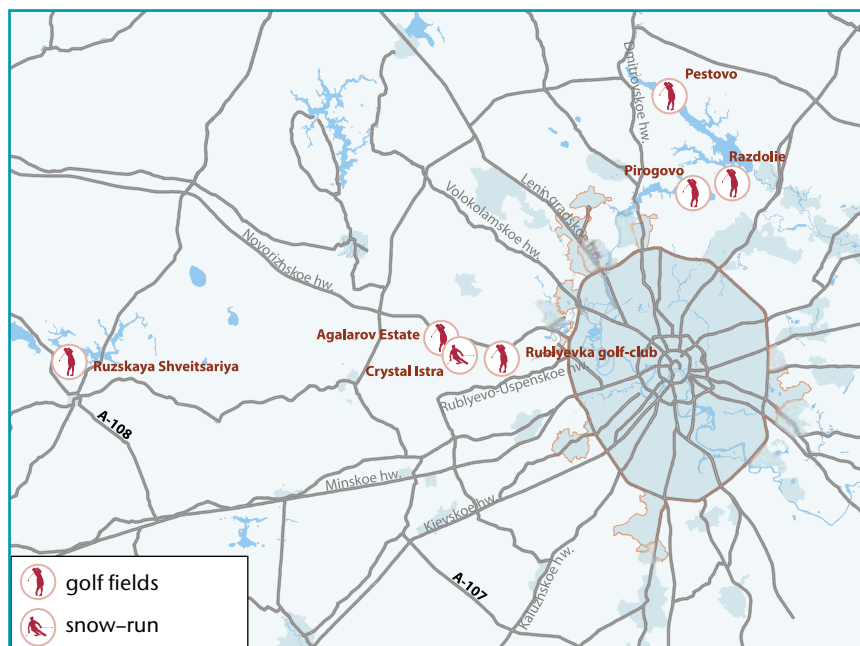 Pestovo
Dmitrovskoe hw.
Razdolie
Pirogovo
Leningradskoe hw.
Volokolamskoe hw.
Novorizhskoe hw.
Agalarov Estate
Rublyevka golf-club
Ruzskaya Shveitsariya
Crystal Istra
Rublyevo-Uspenskoe hw.
A-108
Minskoe hw.
Kievskoe hw.
Kaluzhskoe hw.
A-107
golf fields
snow–run